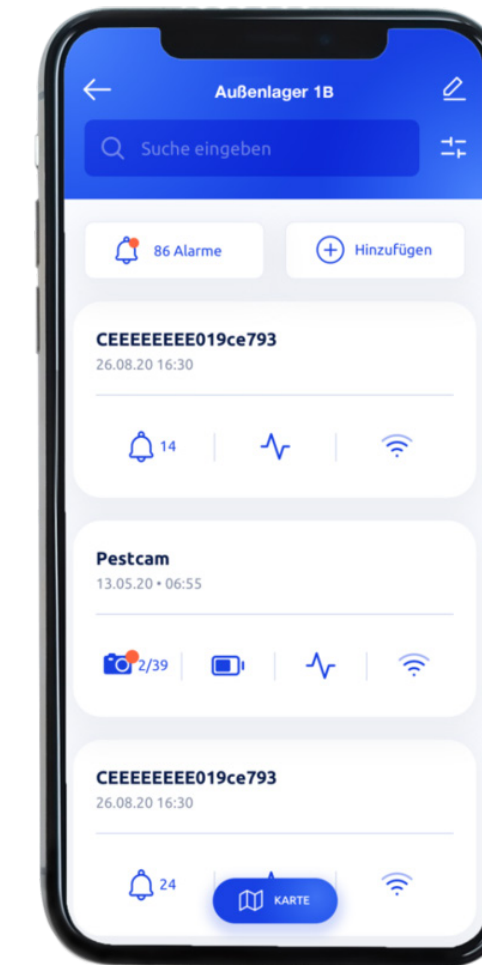 Außenlager 1B
Suche eingeben
86 Alarme
Hinzufügen
CEEEEEEEE019ce793
26.08.20 16:30
14
Pestcam
13.05.20 • 06:55
2/39
CEEEEEEEE019ce793
26.08.20 16:30
24
KARTE